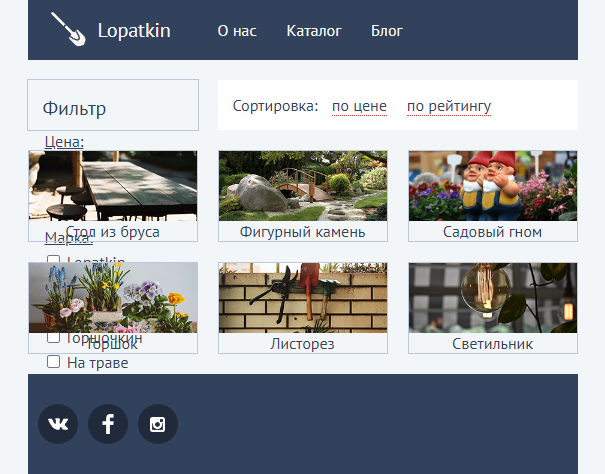 Lopatkin О нас Каталог Блог
Фильтр
Сортировка: по цене по рейтингу
Цена:
Стол из бруса Фигурный камень Садовый гном
Марка:
Lopatkin
Горшок Листорез Светильник
Горшочкин
На траве